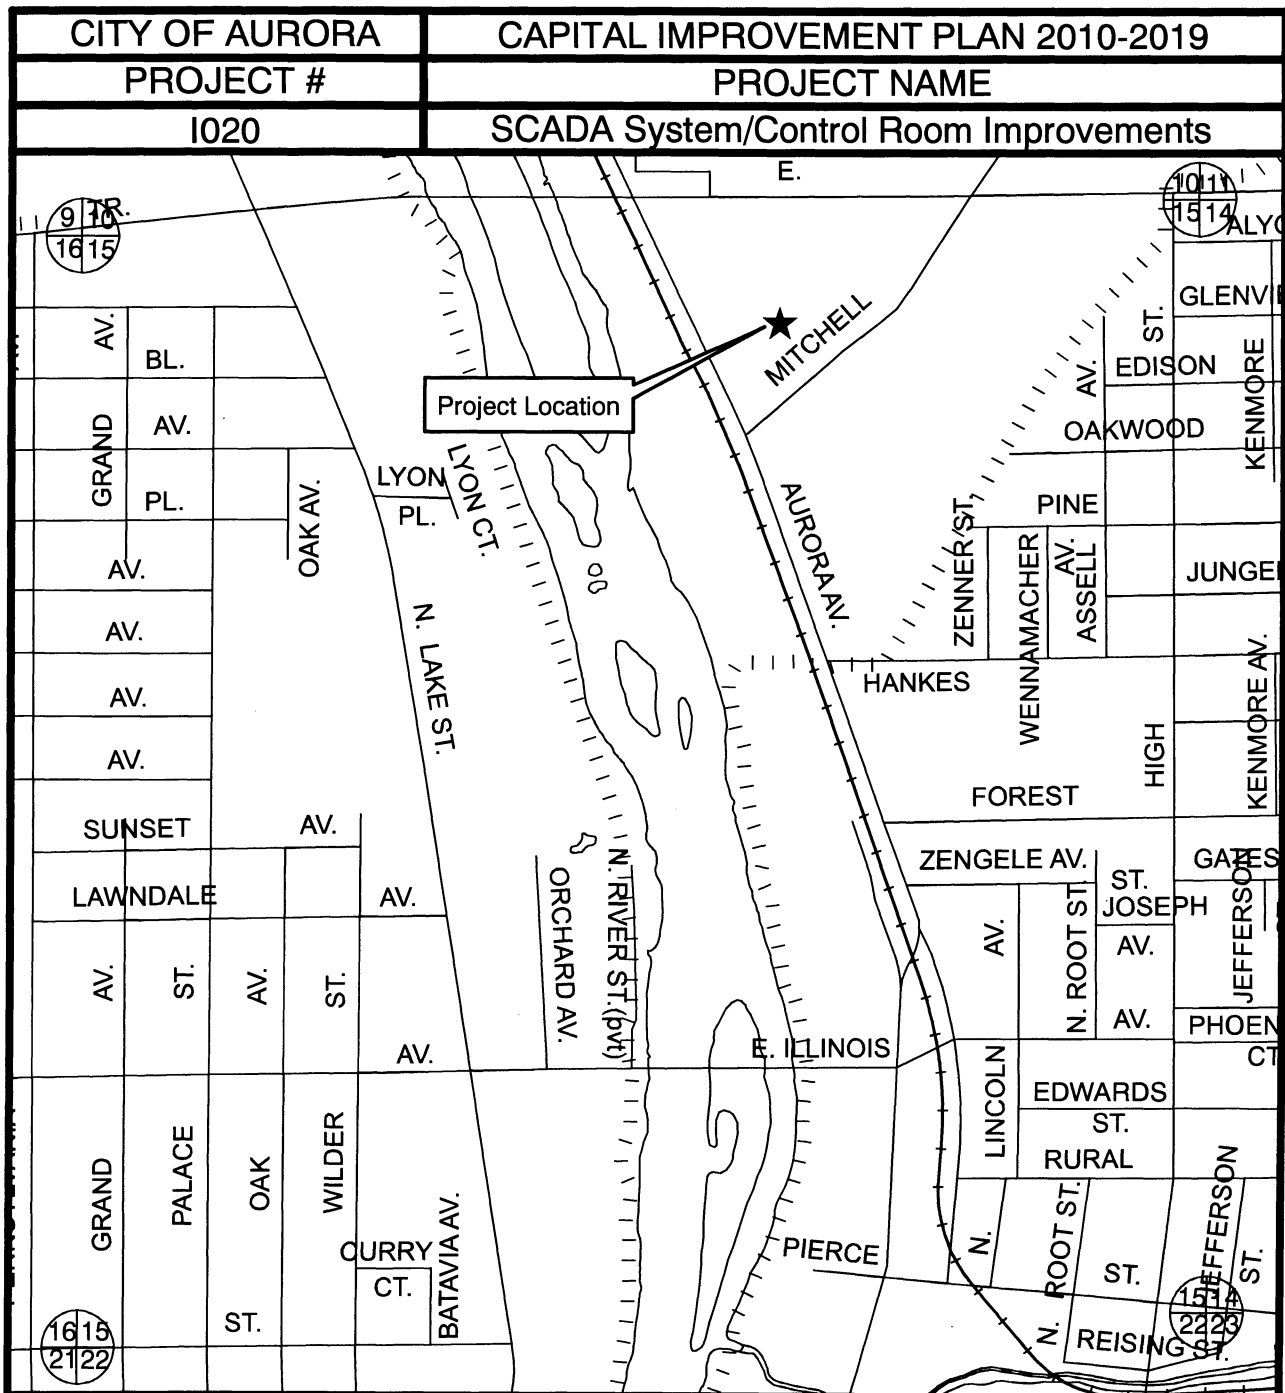 CITY OF AURORA
CAPITAL IMPROVEMENT PLAN 2010-2019
PROJECT #
PROJECT NAME
I020
SCADA System/Control Room Improvements
E.
9 10
16 15
TR.
10 11
15 14
MITCHELL
GRAND
AV.
BL.
AV.
PL.
OAK AV.
LYON
PL.
LYON CT.
Project Location
AURORA AV.
ST.
EDISON
AV.
OAKWOOD
KENMORE
PINE
ZENNER ST.
WENNAMACHER
AV.
ASSELL
AV.
AV.
AV.
AV.
N. LAKE ST.
HANKES
HIGH
KENMORE AV.
FOREST
SUNSET
AV.
LAWNDALE
AV.
ORCHARD AV.
N. RIVER ST.(pvt)
ZENGELE AV.
GATES
ST.
JOSEPH
AV.
AV.
N. ROOT ST.
JEFFERSON
AV.
AV.
ST.
AV.
ST.
AV.
E. ILLINOIS
CT
LINCOLN
EDWARDS
ST.
RURAL
GRAND
PALACE
OAK
WILDER
CURRY
CT.
BATAVIA AV.
ST.
PIERCE
N.
ROOT ST.
N.
ST.
JEFFERSON
ST.
REISING ST.
16 15
21 22
15 14
22 23